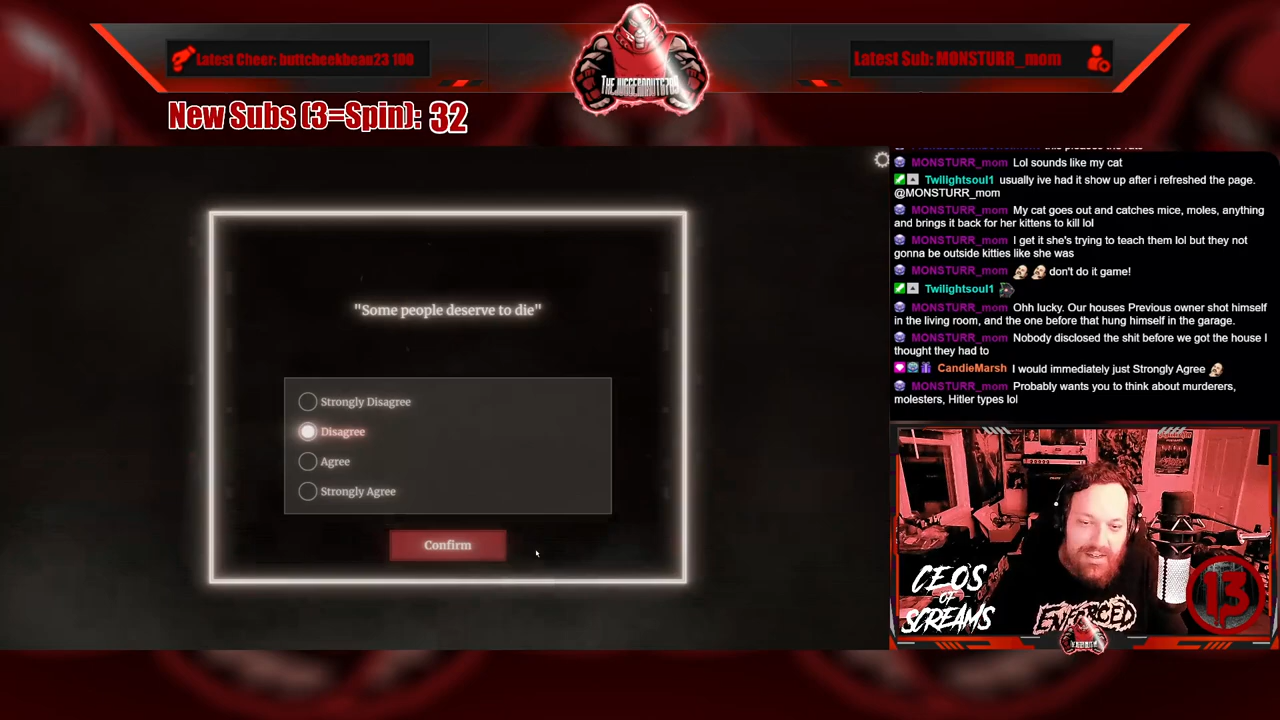 Latest Cheer: buttcheekbeau23 100
THEJUGGERNAUT6709
Latest Sub: MONSTURR_mom
New Subs (3=Spin): 32
"Some people deserve to die"
Strongly Disagree
Disagree
Agree
Strongly Agree
Confirm
MONSTURR_mom Lol sounds like my cat
Twilightsoul1 usually ive had it show up after i refreshed the page.
@MONSTURR_mom
MONSTURR_mom My cat goes out and catches mice, moles, anything
and brings it back for her kittens to kill lol
MONSTURR_mom I get it she's trying to teach them lol but they not
gonna be outside kitties like she was
MONSTURR_mom don't do it game!
Twilightsoul1
MONSTURR_mom Ohh lucky. Our houses Previous owner shot himself
in the living room, and the one before that hung himself in the garage.
MONSTURR_mom Nobody disclosed the shit before we got the house I
thought they had to
CandieMarsh I would immediately just Strongly Agree
MONSTURR_mom Probably wants you to think about murderers,
molesters, Hitler types lol
CEOS
OF
SCREAMS
ENFORCED
13